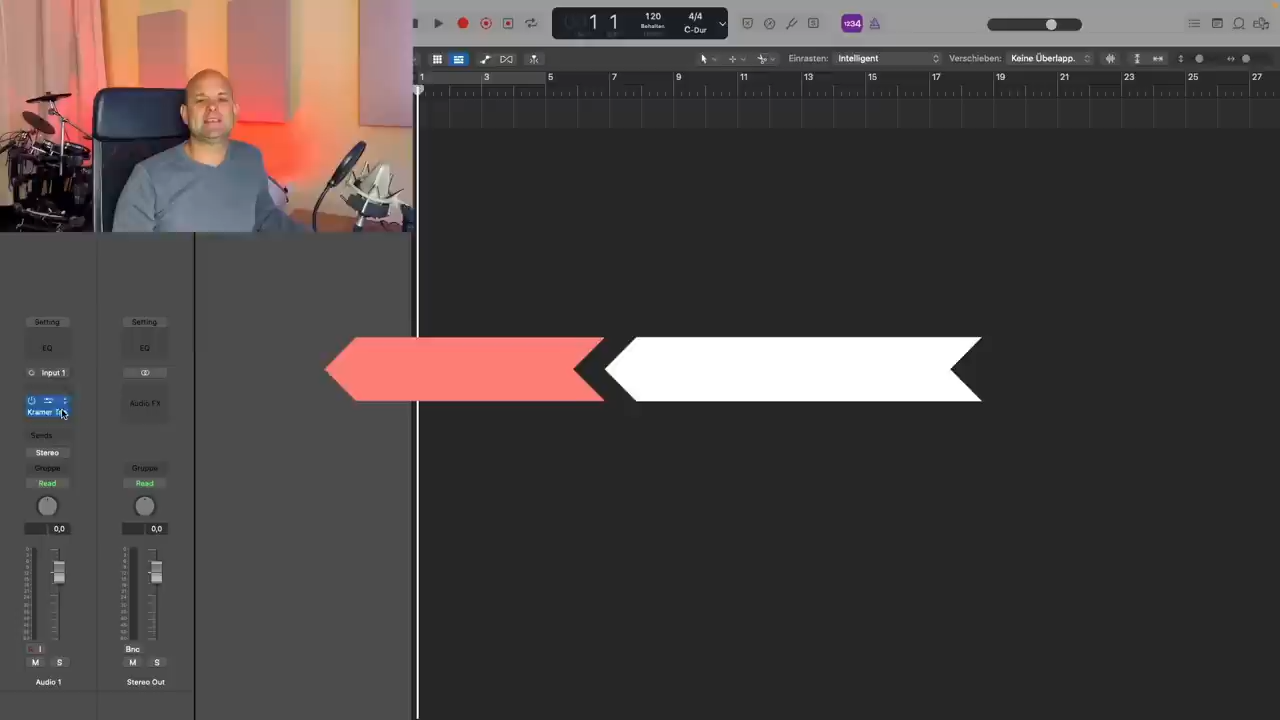 1 1
120
Behalten
4/4
C-Dur
1234
Einrasten: Intelligent
Verschieben: Keine Überlapp.
1 3 5 7 9 11 13 15 17 19 21 23 25 27
Setting Setting
EQ EQ
Input 1
Audio FX
Kramer
Sends
Stereo
Gruppe Gruppe
Read Read
0,0 0,0
I Bnc
M S M S
Audio 1 Stereo Out